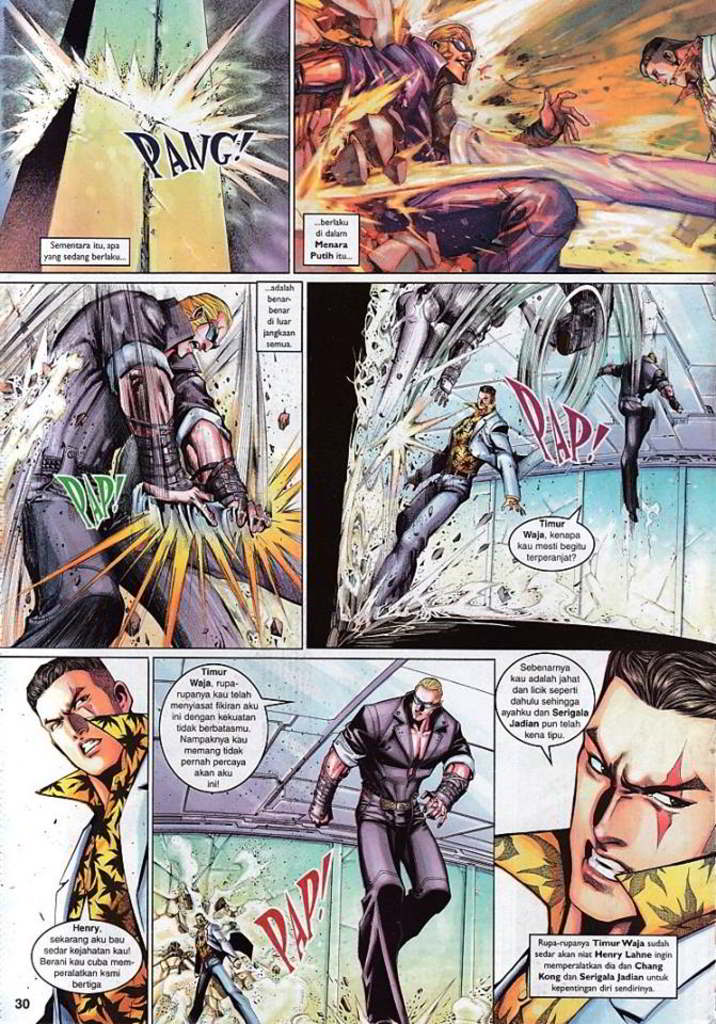 PANG!
Sementara itu, apa
yang sedang berlaku...
...berlaku
di dalam
Menara
Putih itu...
...adalah
benar-
benar
di luar
jangkaan
semua.
PAP!
PAP!
Timur
Waja, kenapa
kau mesti begitu
terperanjat?
Henry,
sekarang aku bau
sedar kejahatan kau!
Berani kau cuba mem-
peralatkan ksmi
bertiga
Timur
Waja, rupa-
rupanya kau telah
menyiasat fikiran aku
ini dengan kekuatan
tidak berbatasmu.
Nampaknya kau
memang tidak
pernah percaya
akan aku
ini!
PAP!
Sebenarnya
kau adalah jahat
dan licik seperti
dahulu sehingga
ayahku dan Serigala
Jadian pun telah
kena tipu.
Rupa-rupanya Timur Waja sudah
sedar akan niat Henry Lahne ingin
memperalatkan dia dan Chang
Kong dan Serigala Jadian untuk
kepentingan diri sendirinya.
30